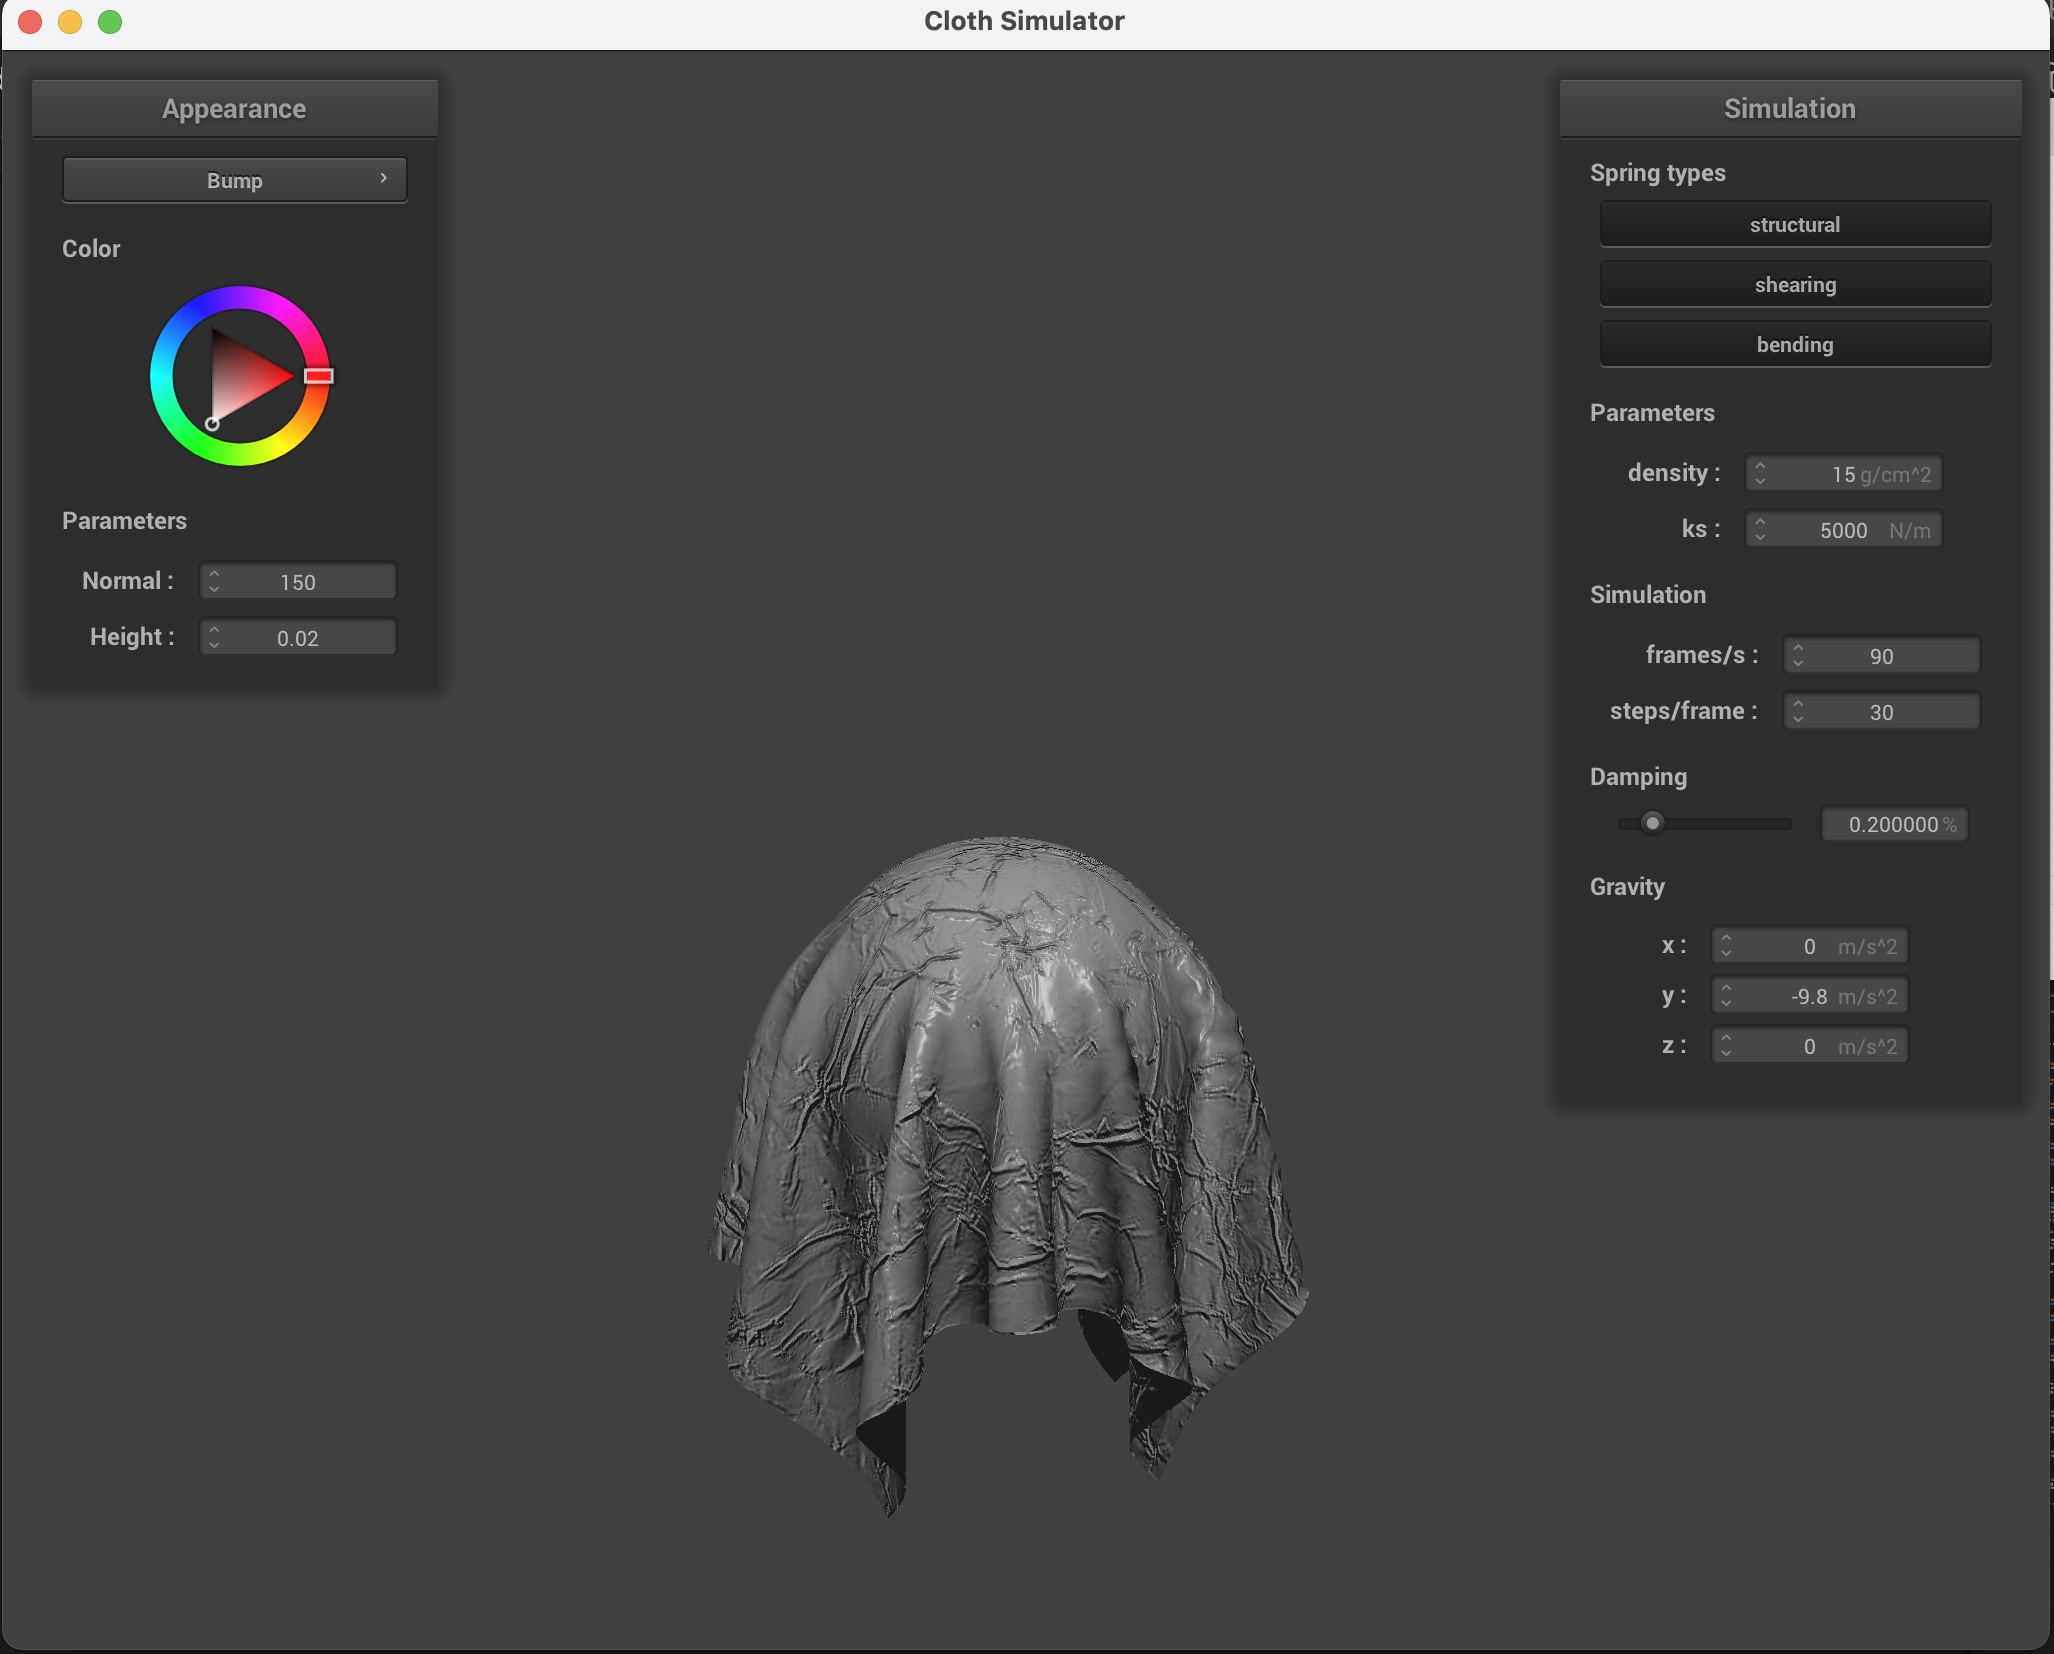 Cloth Simulator
Appearance
Bump
Color
Parameters
Normal : 150
Height : 0.02
Simulation
Spring types
structural
shearing
bending
Parameters
density : 15 g/cm^2
ks : 5000 N/m
Simulation
frames/s : 90
steps/frame : 30
Damping
0.200000 %
Gravity
x : 0 m/s^2
y : -9.8 m/s^2
z : 0 m/s^2